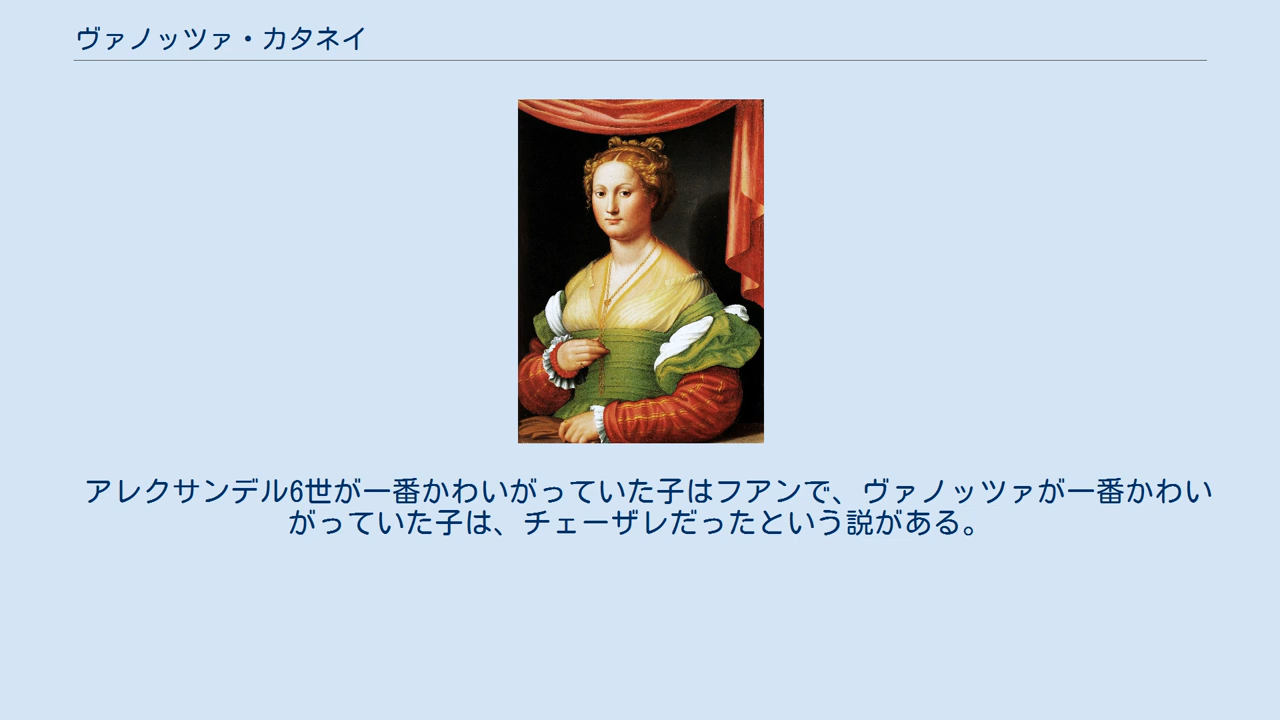 ヴァノッツァ・カタネイ
アレクサンデル6世が一番かわいがっていた子はフアンで、ヴァノッツァが一番かわい
がっていた子は、チェーザレだったという説がある。